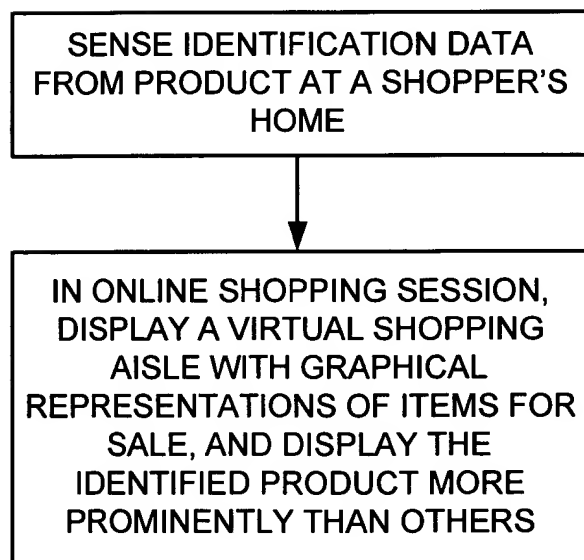 SENSE IDENTIFICATION DATA
FROM PRODUCT AT A SHOPPER'S
HOME
IN ONLINE SHOPPING SESSION,
DISPLAY A VIRTUAL SHOPPING
AISLE WITH GRAPHICAL
REPRESENTATIONS OF ITEMS FOR
SALE, AND DISPLAY THE
IDENTIFIED PRODUCT MORE
PROMINENTLY THAN OTHERS